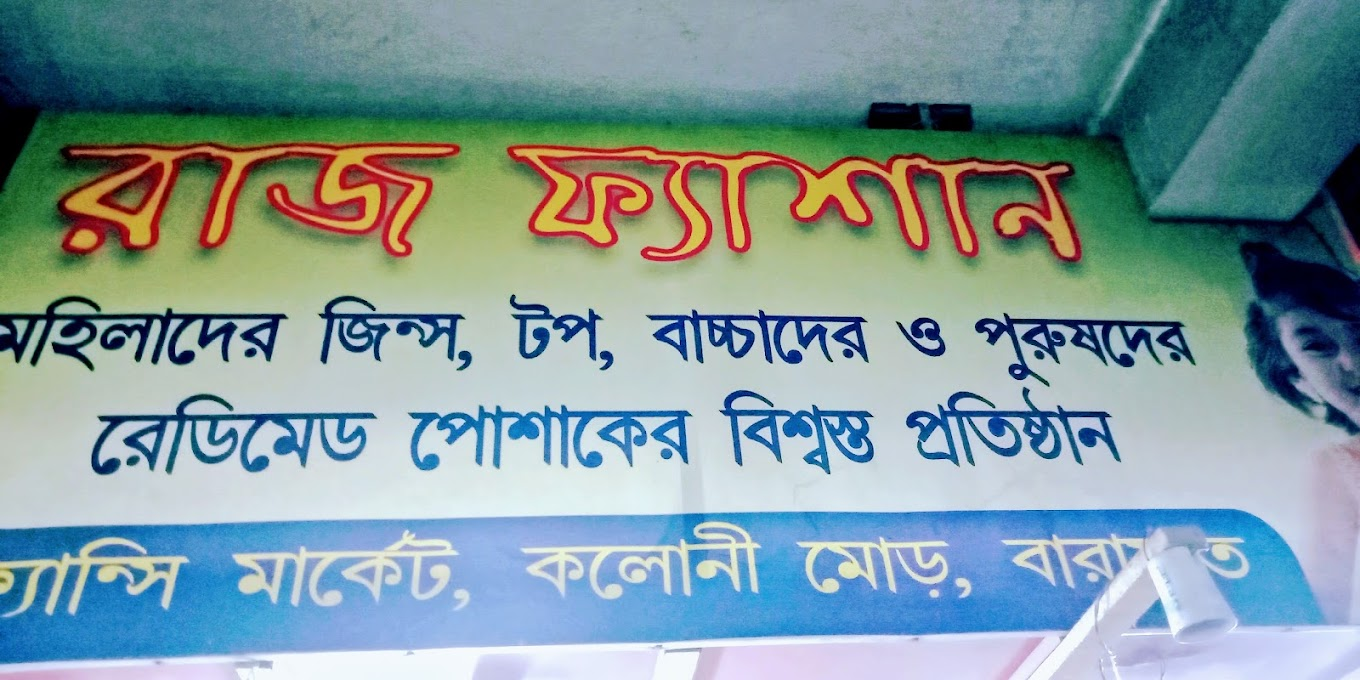 রাজ ফ্যাশান
মহিলাদের জিন্স, টপ, বাচ্চাদের ও পুরুষদের
রেডিমেড পোশাকের বিশ্বস্ত প্রতিষ্ঠান
মার্কেট, কলোনী মোড়,